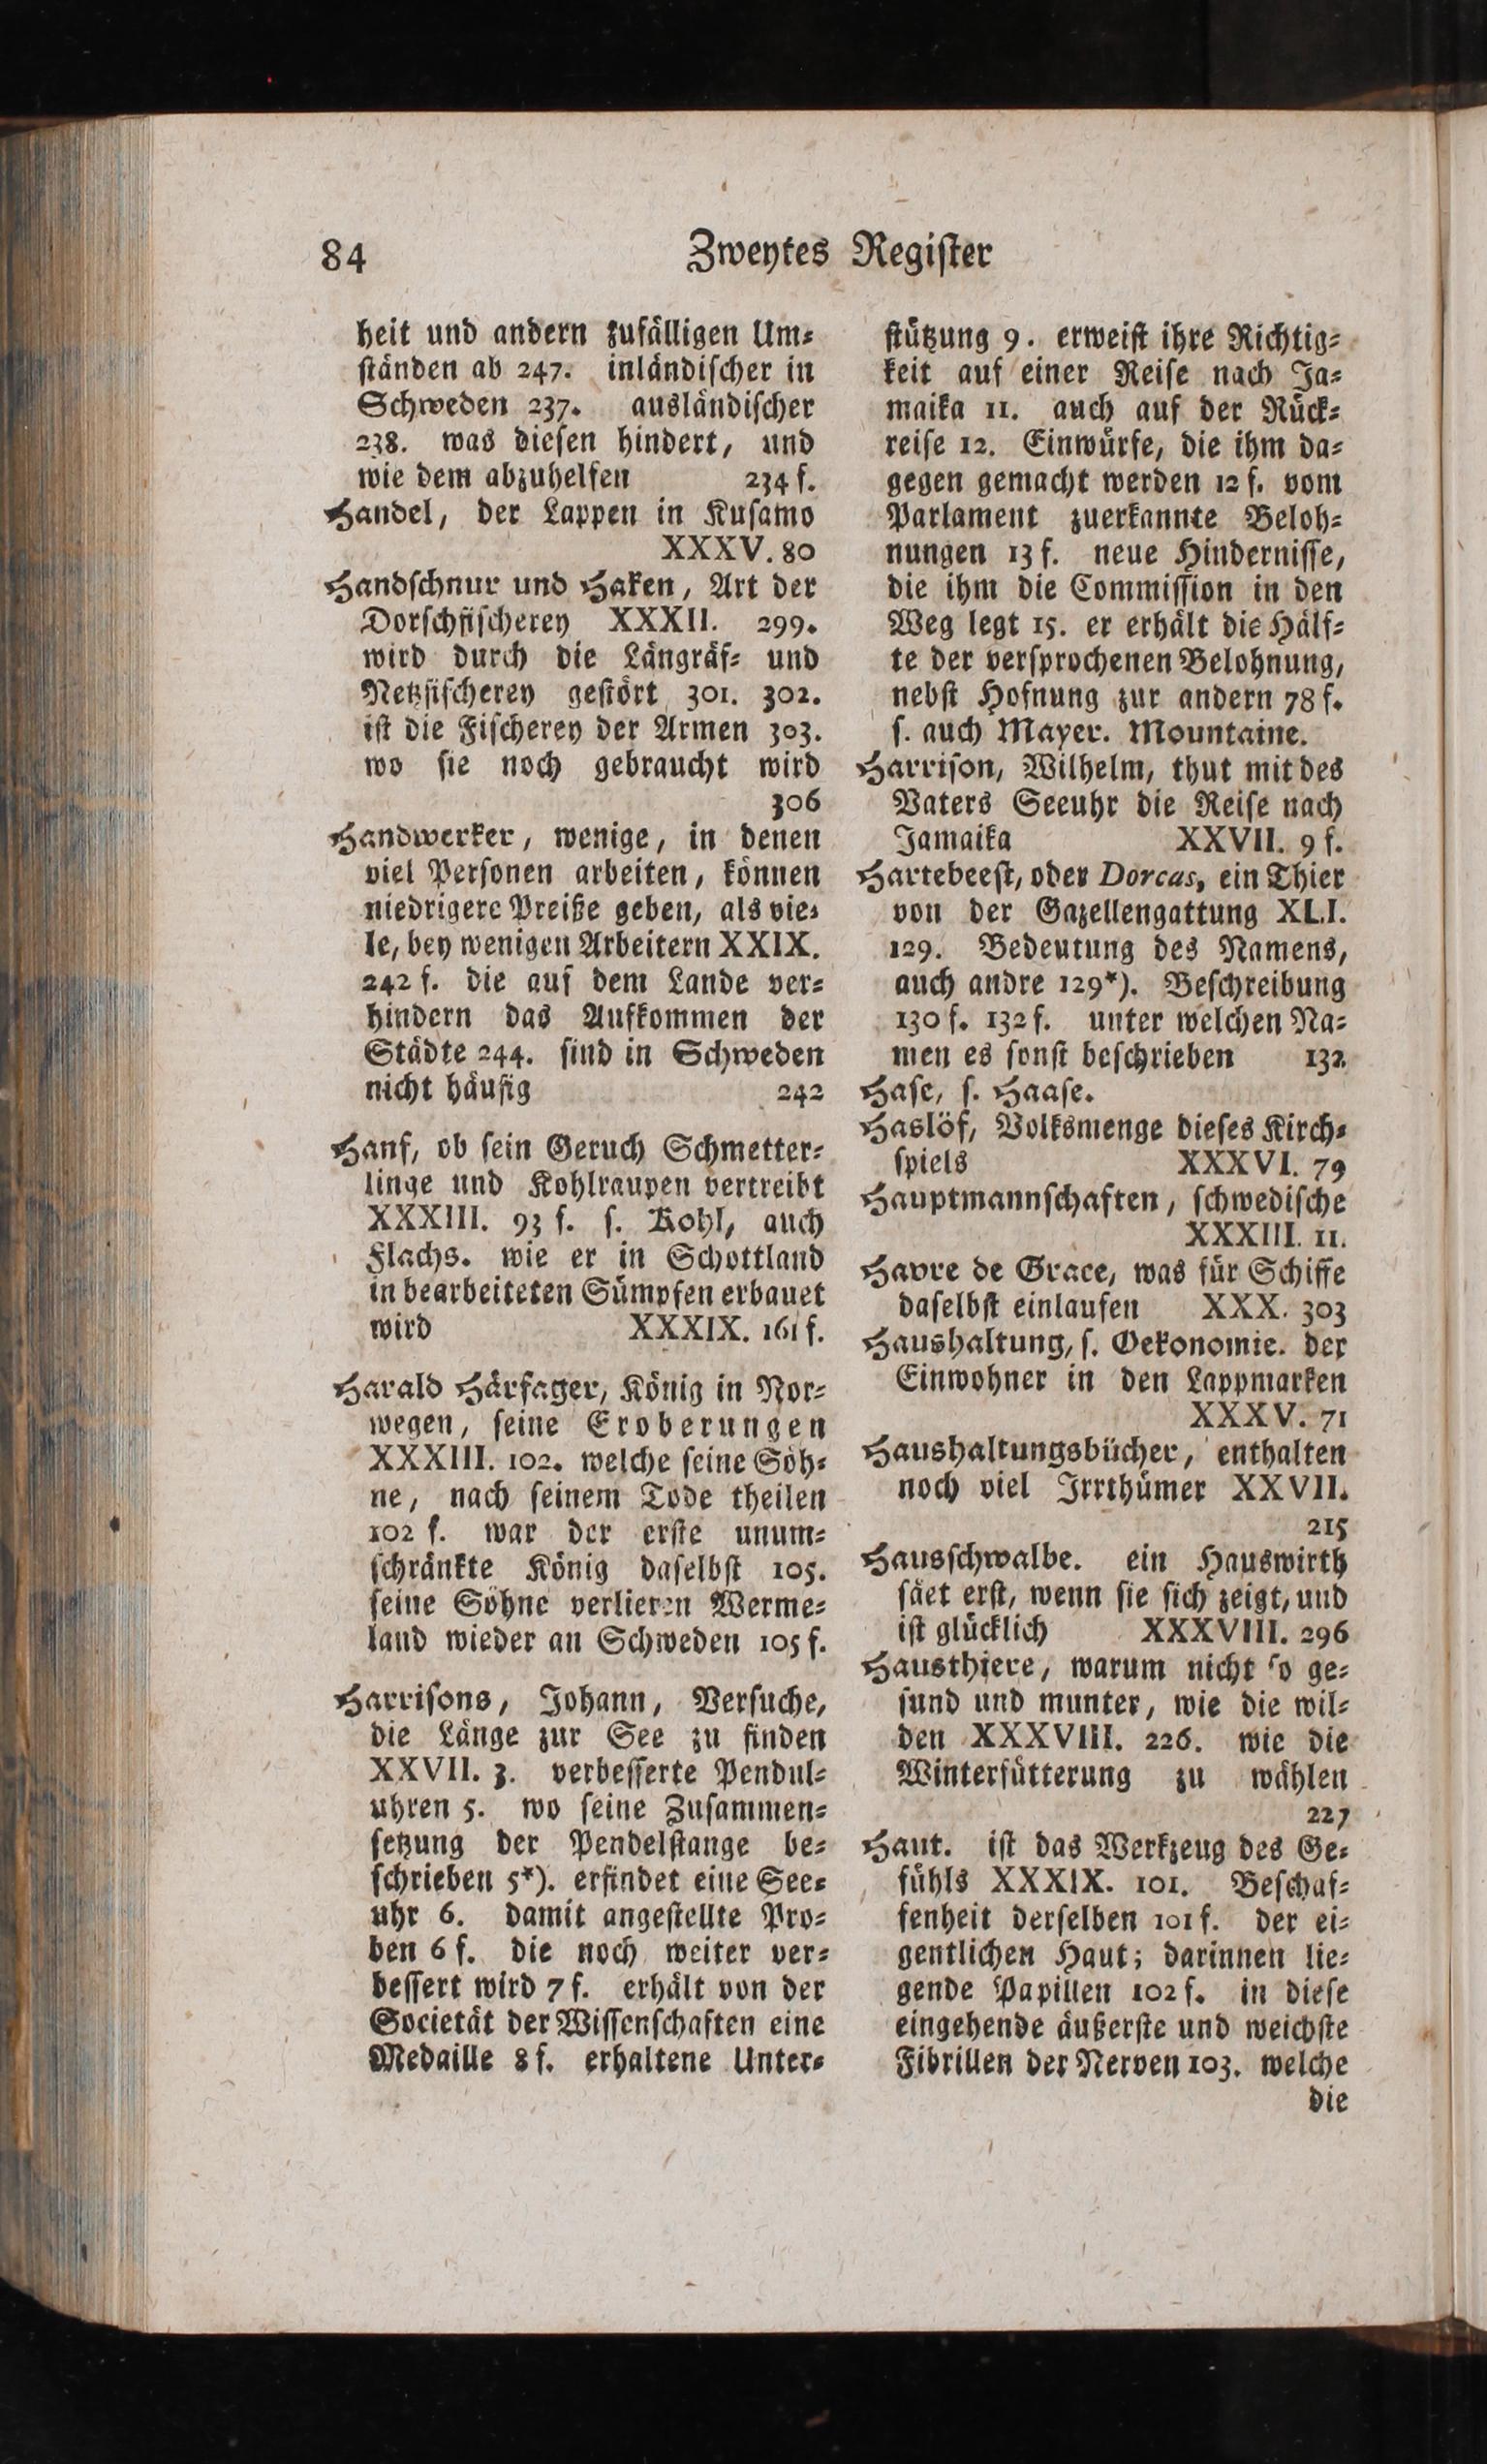 84
Zweytes Regiſter
heit und andern zufälligen Um⸗
ſtänden ab 247. inländiſcher in
Schweden 237. ausländiſcher
238. was dieſen hindert, und
wie dem abzuhelfen 234 f.
Handel, der Lappen in Kuſamo
XXXV. 80
Handſchnur und Haken, Art der
Dorſchfiſcherey XXXII. 299.
wird durch die Längräf⸗ und
Netzfiſcherey geſtört 301. 302.
iſt die Fiſcherey der Armen 303.
wo ſie noch gebraucht wird
306
Handwerker, wenige, in denen
viel Perſonen arbeiten, können
niedrigere Preiße geben, als vie⸗
le, bey wenigen Arbeitern XXIX.
242 f. die auf dem Lande ver⸗
hindern das Aufkommen der
Städte 244. ſind in Schweden
nicht häufig 242
Hanf, ob ſein Geruch Schmetter⸗
linge und Kohlraupen vertreibt
XXXIII. 93 f. ſ. Kohl, auch
Flachs. wie er in Schottland
in bearbeiteten Sümpfen erbauet
wird XXXIX. 161 f.
Harald Härfager, König in Nor⸗
wegen, ſeine Eroberungen
XXXIII. 102. welche ſeine Söh⸗
ne, nach ſeinem Tode theilen
102 f. war der erſte unum⸗
ſchränkte König daſelbſt 105.
ſeine Söhne verlieren Werme⸗
land wieder an Schweden 105 f.
Harriſons, Johann, Verſuche,
die Länge zur See zu finden
XXVII. 3. verbeſſerte Pendul⸗
uhren 5. wo ſeine Zuſammen⸗
ſetzung der Pendelſtange be⸗
ſchrieben 5*). erfindet eine See⸗
uhr 6. damit angeſtellte Pro⸗
ben 6 f. die noch weiter ver⸗
beſſert wird 7 f. erhält von der
Societät der Wiſſenſchaften eine
Medaille 8 f. erhaltene Unter⸗
ſtützung 9. erweiſt ihre Richtig⸗
keit auf einer Reiſe nach Ja⸗
maika 11. auch auf der Rück⸗
reiſe 12. Einwürfe, die ihm da⸗
gegen gemacht werden 12 f. vom
Parlament zuerkannte Beloh⸗
nungen 13 f. neue Hinderniſſe,
die ihm die Commiſſion in den
Weg legt 15. er erhält die Hälf⸗
te der verſprochenen Belohnung,
nebſt Hofnung zur andern 78 f.
ſ. auch Mayer. Mountaine.
Harriſon, Wilhelm, thut mit des
Vaters Seeuhr die Reiſe nach
Jamaika XXVII. 9 f.
Hartebeeſt, oder Dorcas, ein Thier
von der Gazellengattung XLI.
129. Bedeutung des Namens,
auch andre 129*). Beſchreibung
130 f. 132 f. unter welchen Na⸗
men es ſonſt beſchrieben 132
Haſe, ſ. Haaſe.
Haslöf, Volksmenge dieſes Kirch⸗
ſpiels XXXVI. 79
Hauptmannſchaften, ſchwediſche
XXXIII. 11.
Havre de Grace, was für Schiffe
daſelbſt einlaufen XXX. 303
Haushaltung, ſ. Oekonomie. der
Einwohner in den Lappmarken
XXXV. 71
Haushaltungsbücher, enthalten
noch viel Irrthümer XXVII.
215
Hausſchwalbe. ein Hauswirth
ſäet erſt, wenn ſie ſich zeigt, und
iſt glücklich XXXVIII. 296
Hausthiere, warum nicht ſo ge⸗
ſund und munter, wie die wil⸗
den XXXVIII. 226. wie die
Winterfütterung zu wählen
227
Haut. iſt das Werkzeug des Ge⸗
fühls XXXIX. 101. Beſchaf⸗
fenheit derſelben 101 f. der ei⸗
gentlichen Haut; darinnen lie⸗
gende Papillen 102 f. in dieſe
eingehende äußerſte und weichſte
Fibrillen der Nerven 103. welche
die